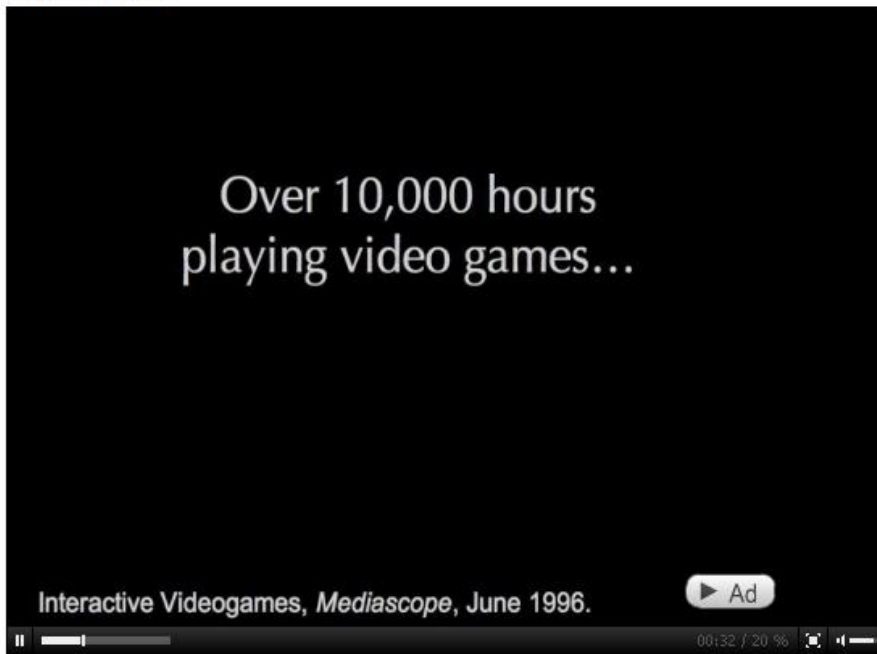 Over 10,000 hours
playing video games...
Interactive Videogames, Mediascope, June 1996.
Ad
00:32 / 20 %